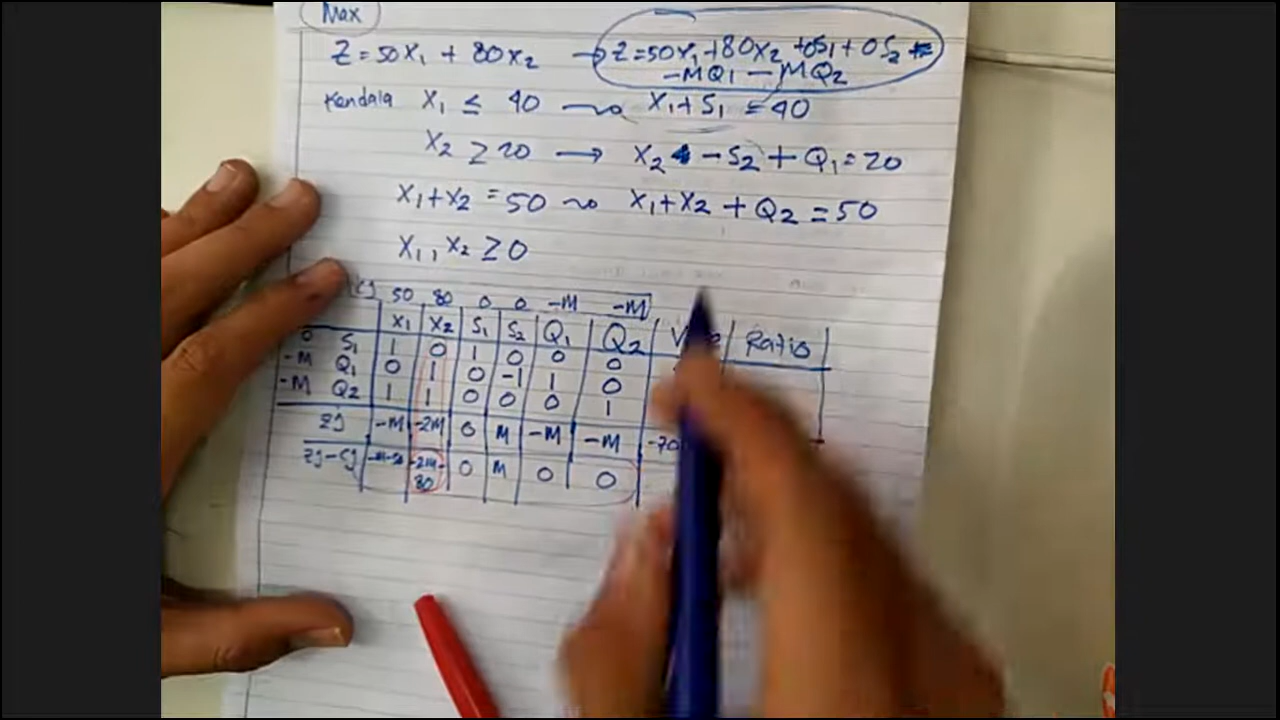 Max
Z = 50X₁ + 80X₂ → Z = 50X₁ + 80X₂ + 0S₁ + 0S₂
-MQ1 - MQ2
Kendala X₁ ≤ 40 ~ X₁ + S₁ = 40
X₂ ≥ 20 → X₂ - S₂ + Q₁ = 20
X₁ + X₂ = 50 ~ X₁ + X₂ + Q₂ = 50
X₁, X₂ ≥ 0
Cj 50 80 0 0 -M -M
X₁ X₂ S₁ S₂ Q₁ Q₂ Ratio
0 S₁ 1 0 1 0 0 0
-M Q₁ 0 1 0 -1 1 0
-M Q2 1 1 0 0 0 1
Zj -M -2M 0 M -M -M -70
Zj-Cj -2M- 0 M 0 0
80